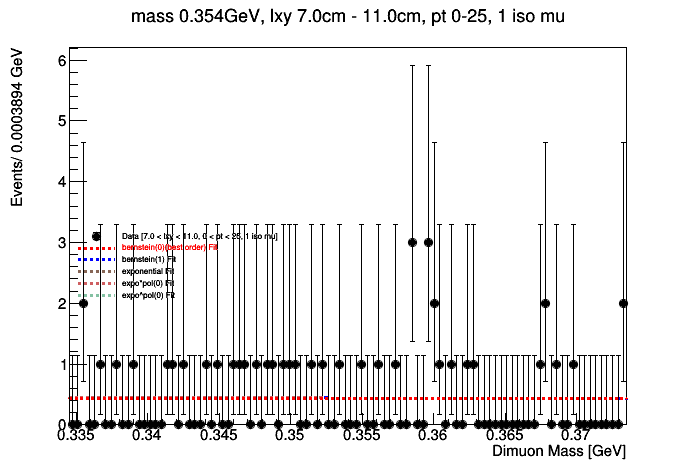 mass 0.354GeV, lxy 7.0cm - 11.0cm, pt 0-25, 1 iso mu
Events/ 0.0003894 GeV
6
5
4
3
2
1
0
Data [7.0 < lxy < 11.0, 0 < pt < 25, 1 iso mu]
bernstein(0)(best order) Fit
bernstein(1) Fit
exponential Fit
expo*pol(0) Fit
expo*pol(0) Fit
0.335 0.34 0.345 0.35 0.355 0.36 0.365 0.37
Dimuon Mass [GeV]